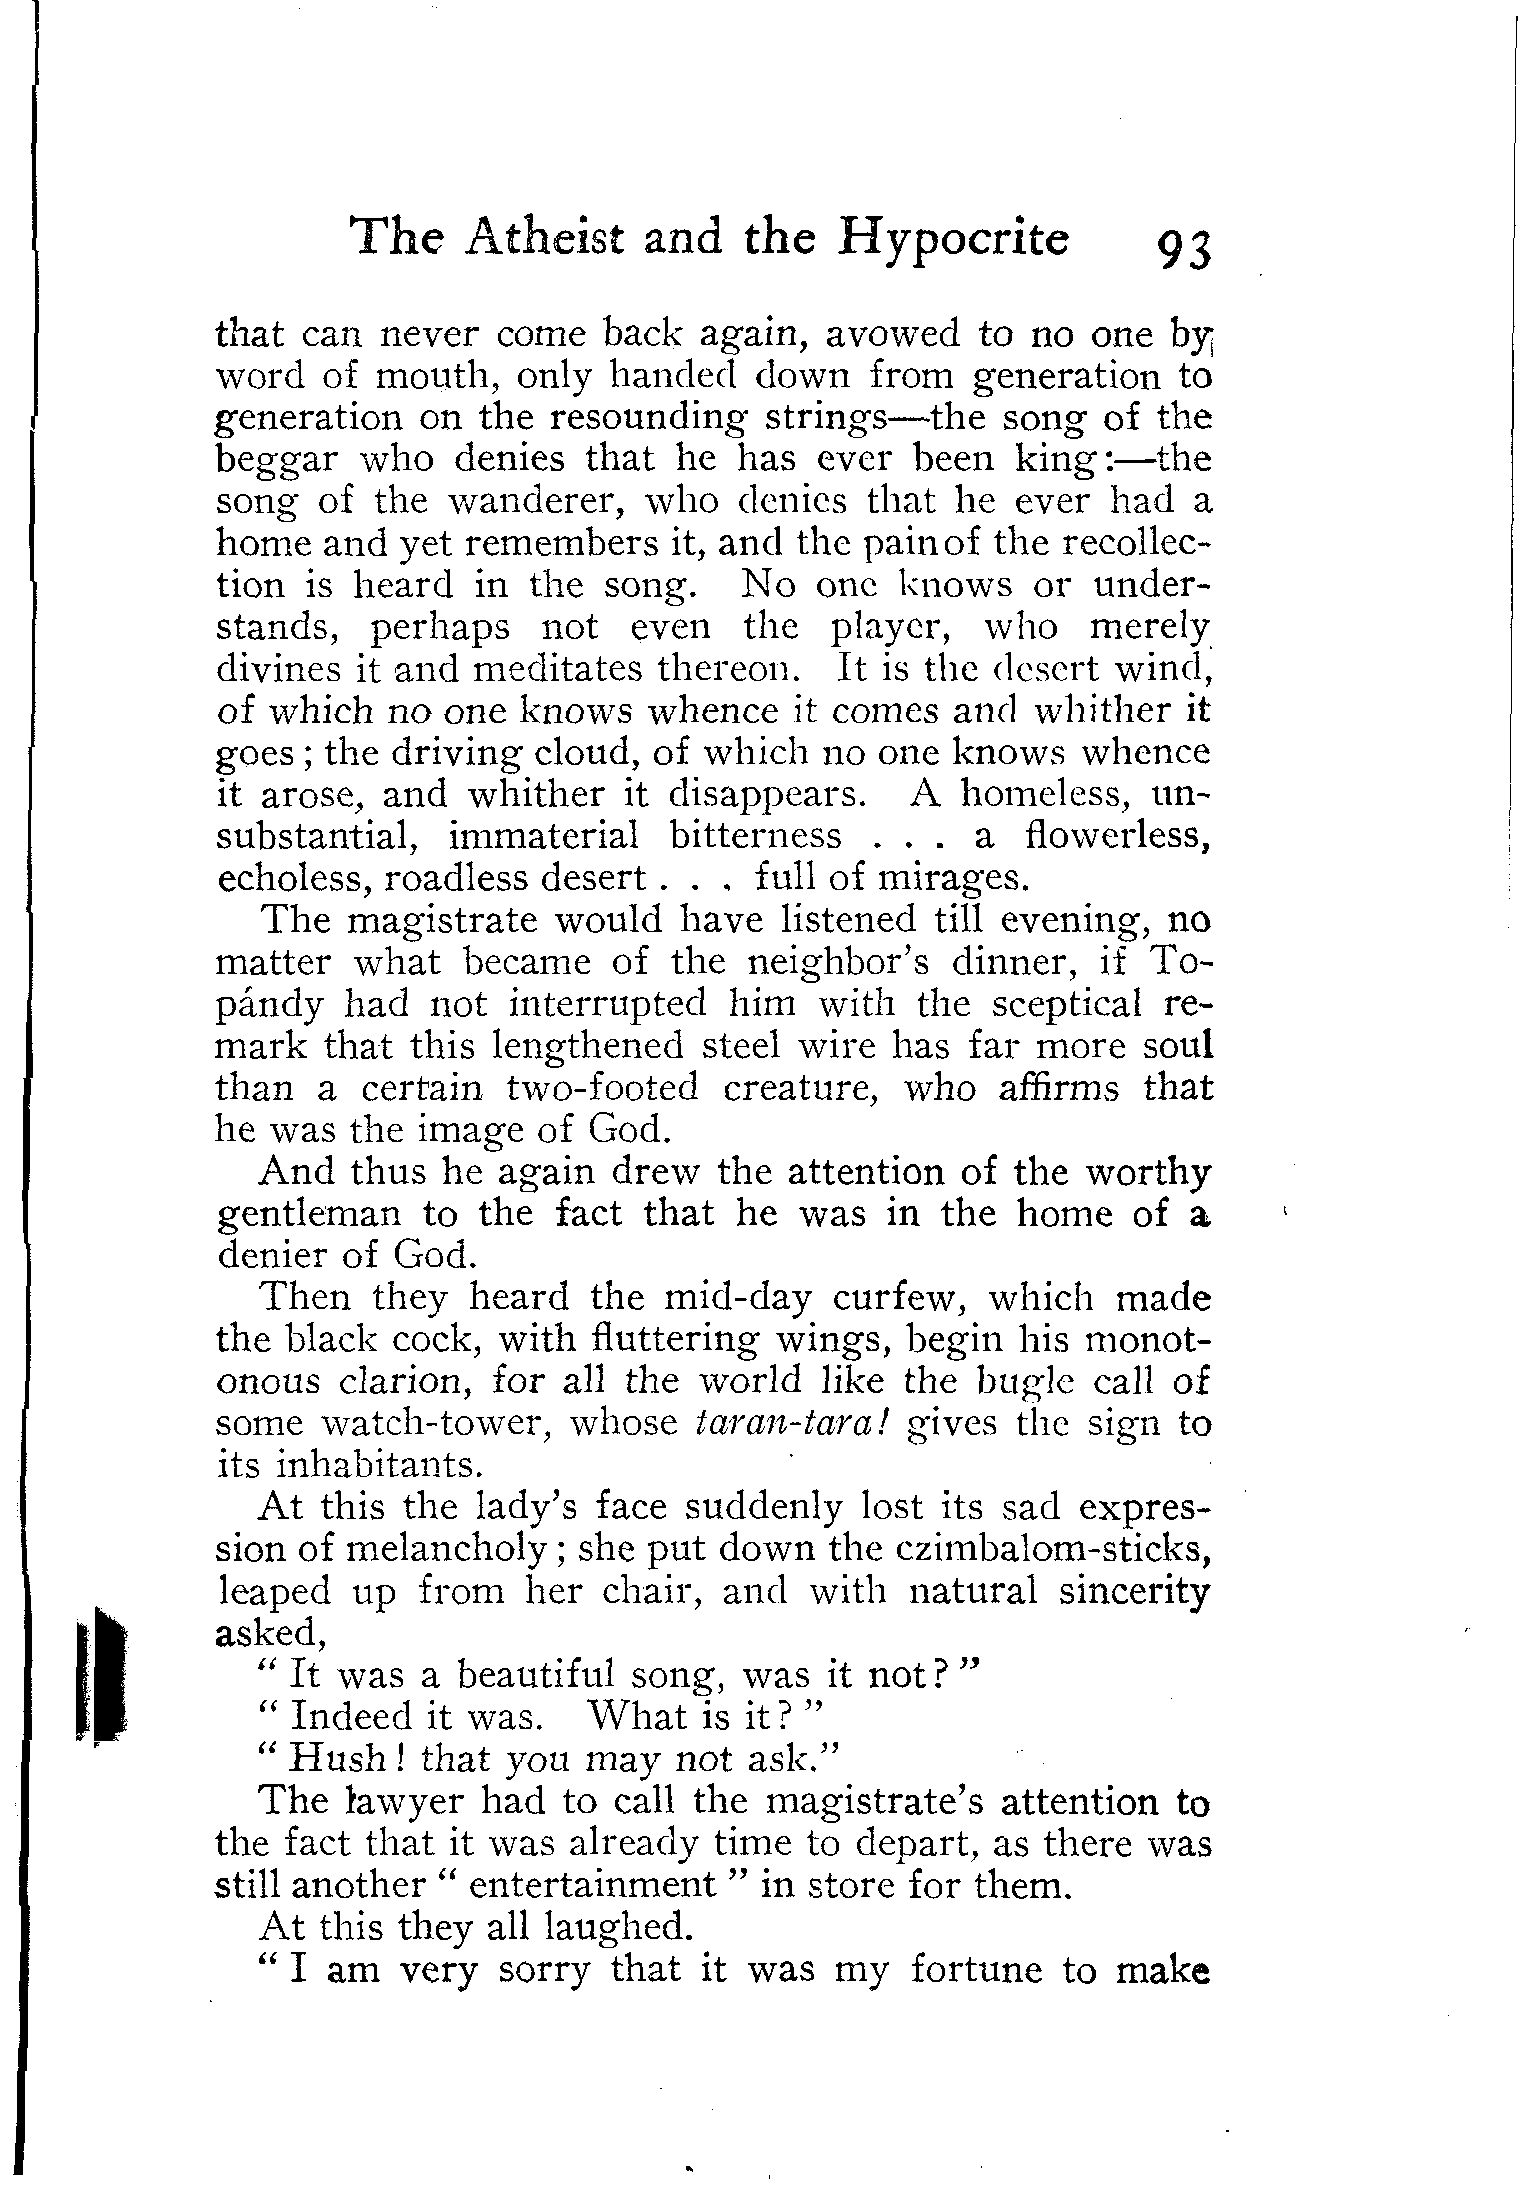 The Atheist and the Hypocrite 93
that can never come back again, avowed to no one by
word of mouth, only handed down from generation to
generation on the resounding strings—the song of the
beggar who denies that he has ever been king:—the
song of the wanderer, who denies that he ever had a
home and yet remembers it, and the pain of the recollec-
tion is heard in the song. No one knows or under-
stands, perhaps not even the player, who merely
divines it and meditates thereon. It is the desert wind,
of which no one knows whence it comes and whither it
goes; the driving cloud, of which no one knows whence
it arose, and whither it disappears. A homeless, un-
substantial, immaterial bitterness . . . a flowerless,
echoless, roadless desert . . . full of mirages.
The magistrate would have listened till evening, no
matter what became of the neighbor's dinner, if To-
pándy had not interrupted him with the sceptical re-
mark that this lengthened steel wire has far more soul
than a certain two-footed creature, who affirms that
he was the image of God.
And thus he again drew the attention of the worthy
gentleman to the fact that he was in the home of a
denier of God.
Then they heard the mid-day curfew, which made
the black cock, with fluttering wings, begin his monot-
onous clarion, for all the world like the bugle call of
some watch-tower, whose taran-tara! gives the sign to
its inhabitants.
At this the lady's face suddenly lost its sad expres-
sion of melancholy; she put down the czimbalom-sticks,
leaped up from her chair, and with natural sincerity
asked,
"It was a beautiful song, was it not?"
"Indeed it was. What is it?"
"Hush! that you may not ask."
The lawyer had to call the magistrate's attention to
the fact that it was already time to depart, as there was
still another "entertainment" in store for them.
At this they all laughed.
"I am very sorry that it was my fortune to make